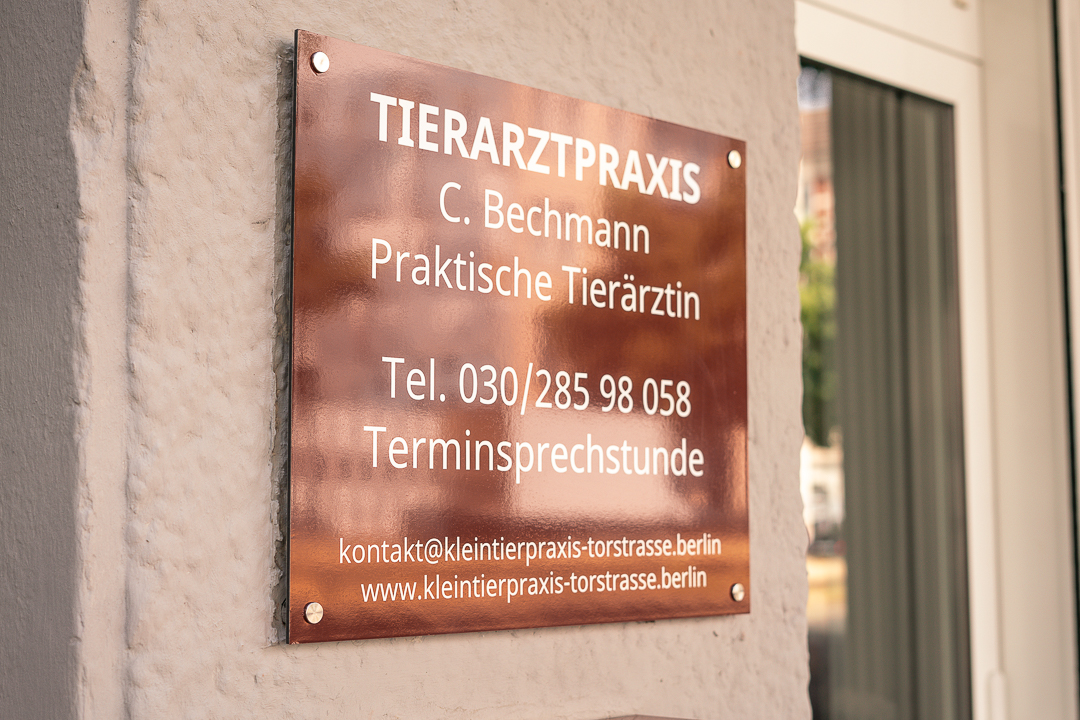 TIERARZTPRAXIS
C. Bechmann
Praktische Tierärztin
Tel. 030/285 98 058
Terminsprechstunde
kontakt@kleintierpraxis-torstrasse.berlin
www.kleintierpraxis-torstrasse.berlin